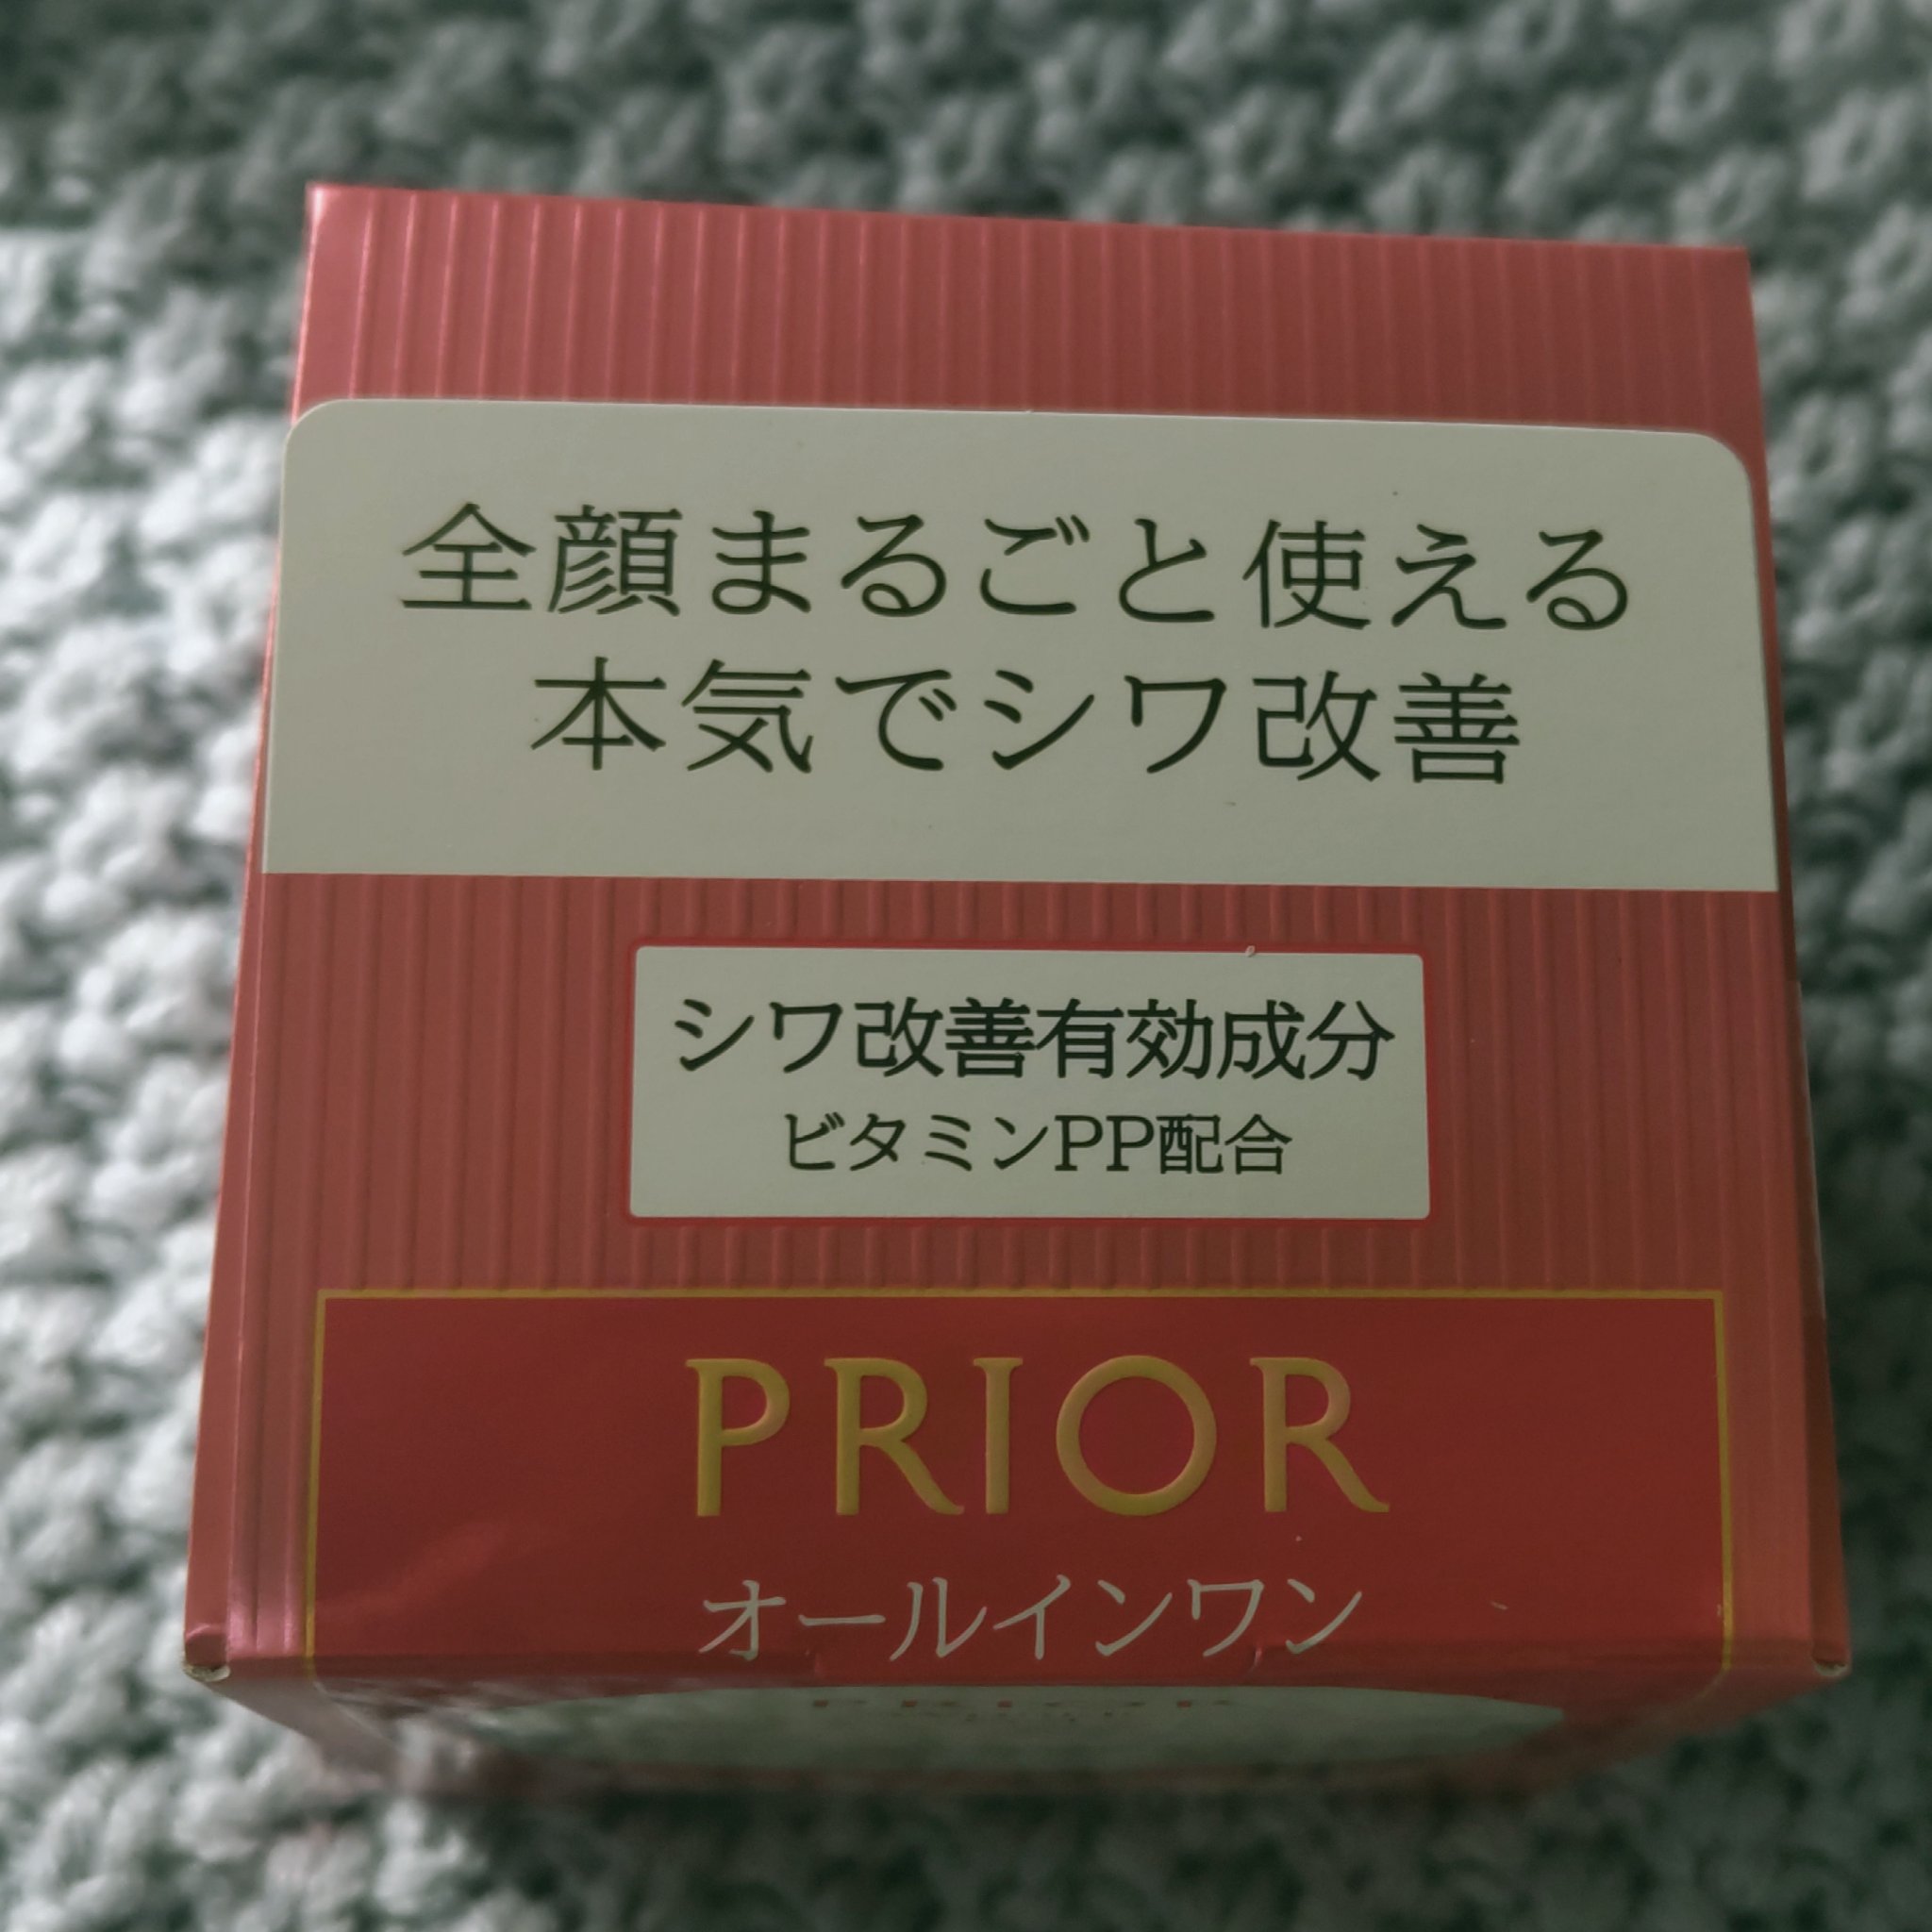 全顔まるごと使える
本気でシワ改善
シワ改善有効成分
ビタミンPP配合
PRIOR
オールインワン
PRIOR